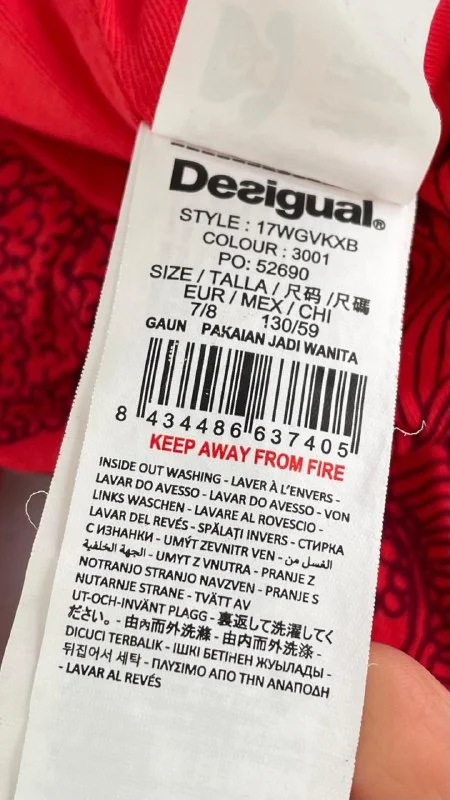 Desigual®
STYLE : 17WGVKXB
COLOUR : 3001
PO: 52690
SIZE / TALLA / 尺码 /尺碼
EUR / MEX / CHI
7/8 130/59
GAUN PAKAIAN JADI WANITA
8 434486 637405
KEEP AWAY FROM FIRE
INSIDE OUT WASHING - LAVER À L'ENVERS -
LAVAR DO AVESSO - LAVAR DO AVESSO - VON
LINKS WASCHEN - LAVARE AL ROVESCIO -
LAVAR DEL REVÉS - SPĂLAȚI INVERS - СТИРКА
С ИЗНАНКИ - UMÝT ZEVNITR VEN - الغسل من
الجهة الخلفية - UMYT Z VNUTRA - PRANJE Z
NOTRANJO STRANJO NAVZVEN - PRANJE S
NUTARNJE STRANE - TVÄTT AV
UT-OCH-INVÄNT PLAGG - 裏返して洗濯してく
ださい。 - 由內而外洗滌 - 由内而外洗涤 -
DICUCI TERBALIK - ІШКІ БЕТІНЕН ЖУЫЛАДЫ -
뒤집어서 세탁 - ΠΛΥΣΙΜΟ ΑΠΟ ΤΗΝ ΑΝΑΠΟΔΗ
- LAVAR AL REVÉS